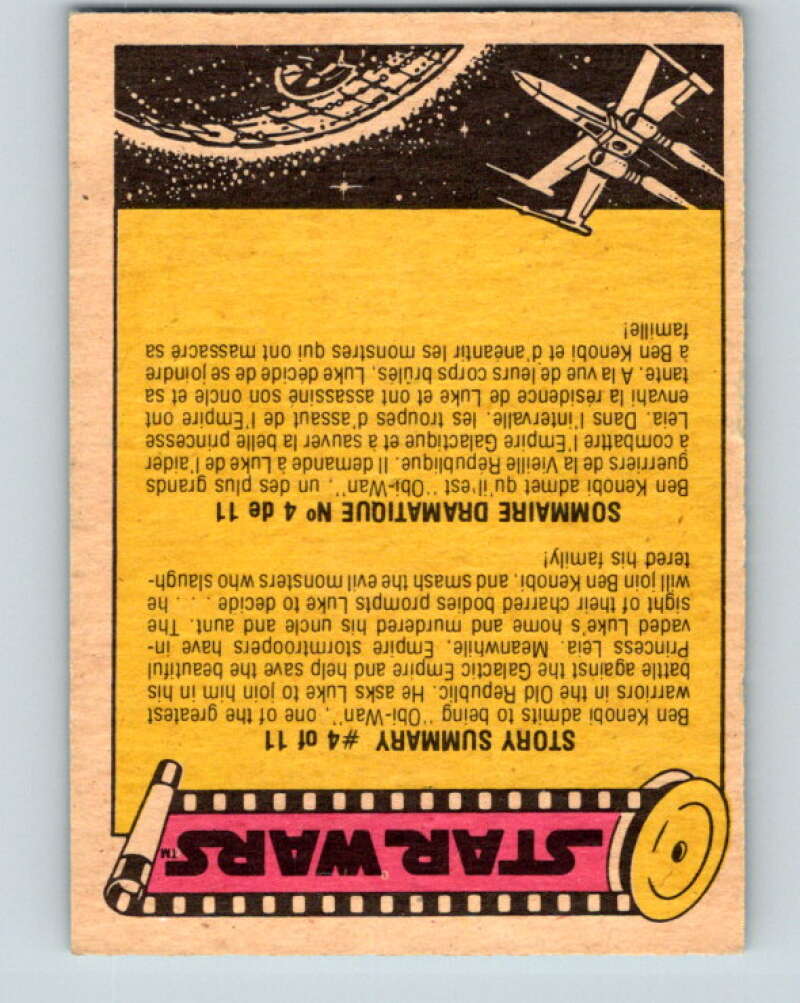 STAR WARS™
STORY SUMMARY #4 of 11
Ben Kenobi admits to being "Obi-Wan", one of the greatest
warriors in the Old Republic. He asks Luke to join him in his
battle against the Galactic Empire and help save the beautiful
Princess Leia. Meanwhile, Empire stormtroopers have in-
vaded Luke's home and murdered his uncle and aunt. The
sight of their charred bodies prompts Luke to decide . . . he
will join Ben Kenobi, and smash the evil monsters who slaugh-
tered his family!
SOMMAIRE DRAMATIQUE Nº 4 de 11
Ben Kenobi admet qu'il'est "Obi-Wan", un des plus grands
guerriers de la Vieille République. Il demande à Luke de l'aider
a combattre l'Empire Galactique et à sauver la belle princesse
Leia. Dans l'intervalle, les troupes d'assaut de l'Empire ont
envahi la résidence de Luke et ont assassiné son oncle et sa
tante. A la vue de leurs corps brûlés, Luke décide de se joindre
à Ben Kenobi et d'anéantir les monstres qui ont massacré sa
famille!